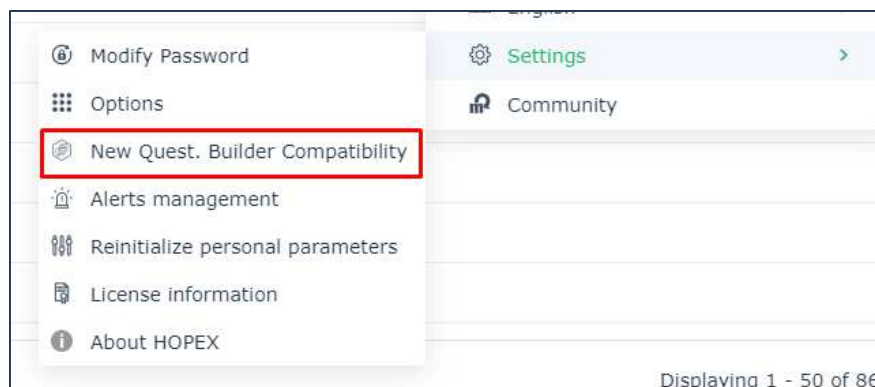 English
Modify Password
Settings
Options
Community
New Quest. Builder Compatibility
Alerts management
Reinitialize personal parameters
License information
About HOPEX
Displaying 1 - 50 of 86